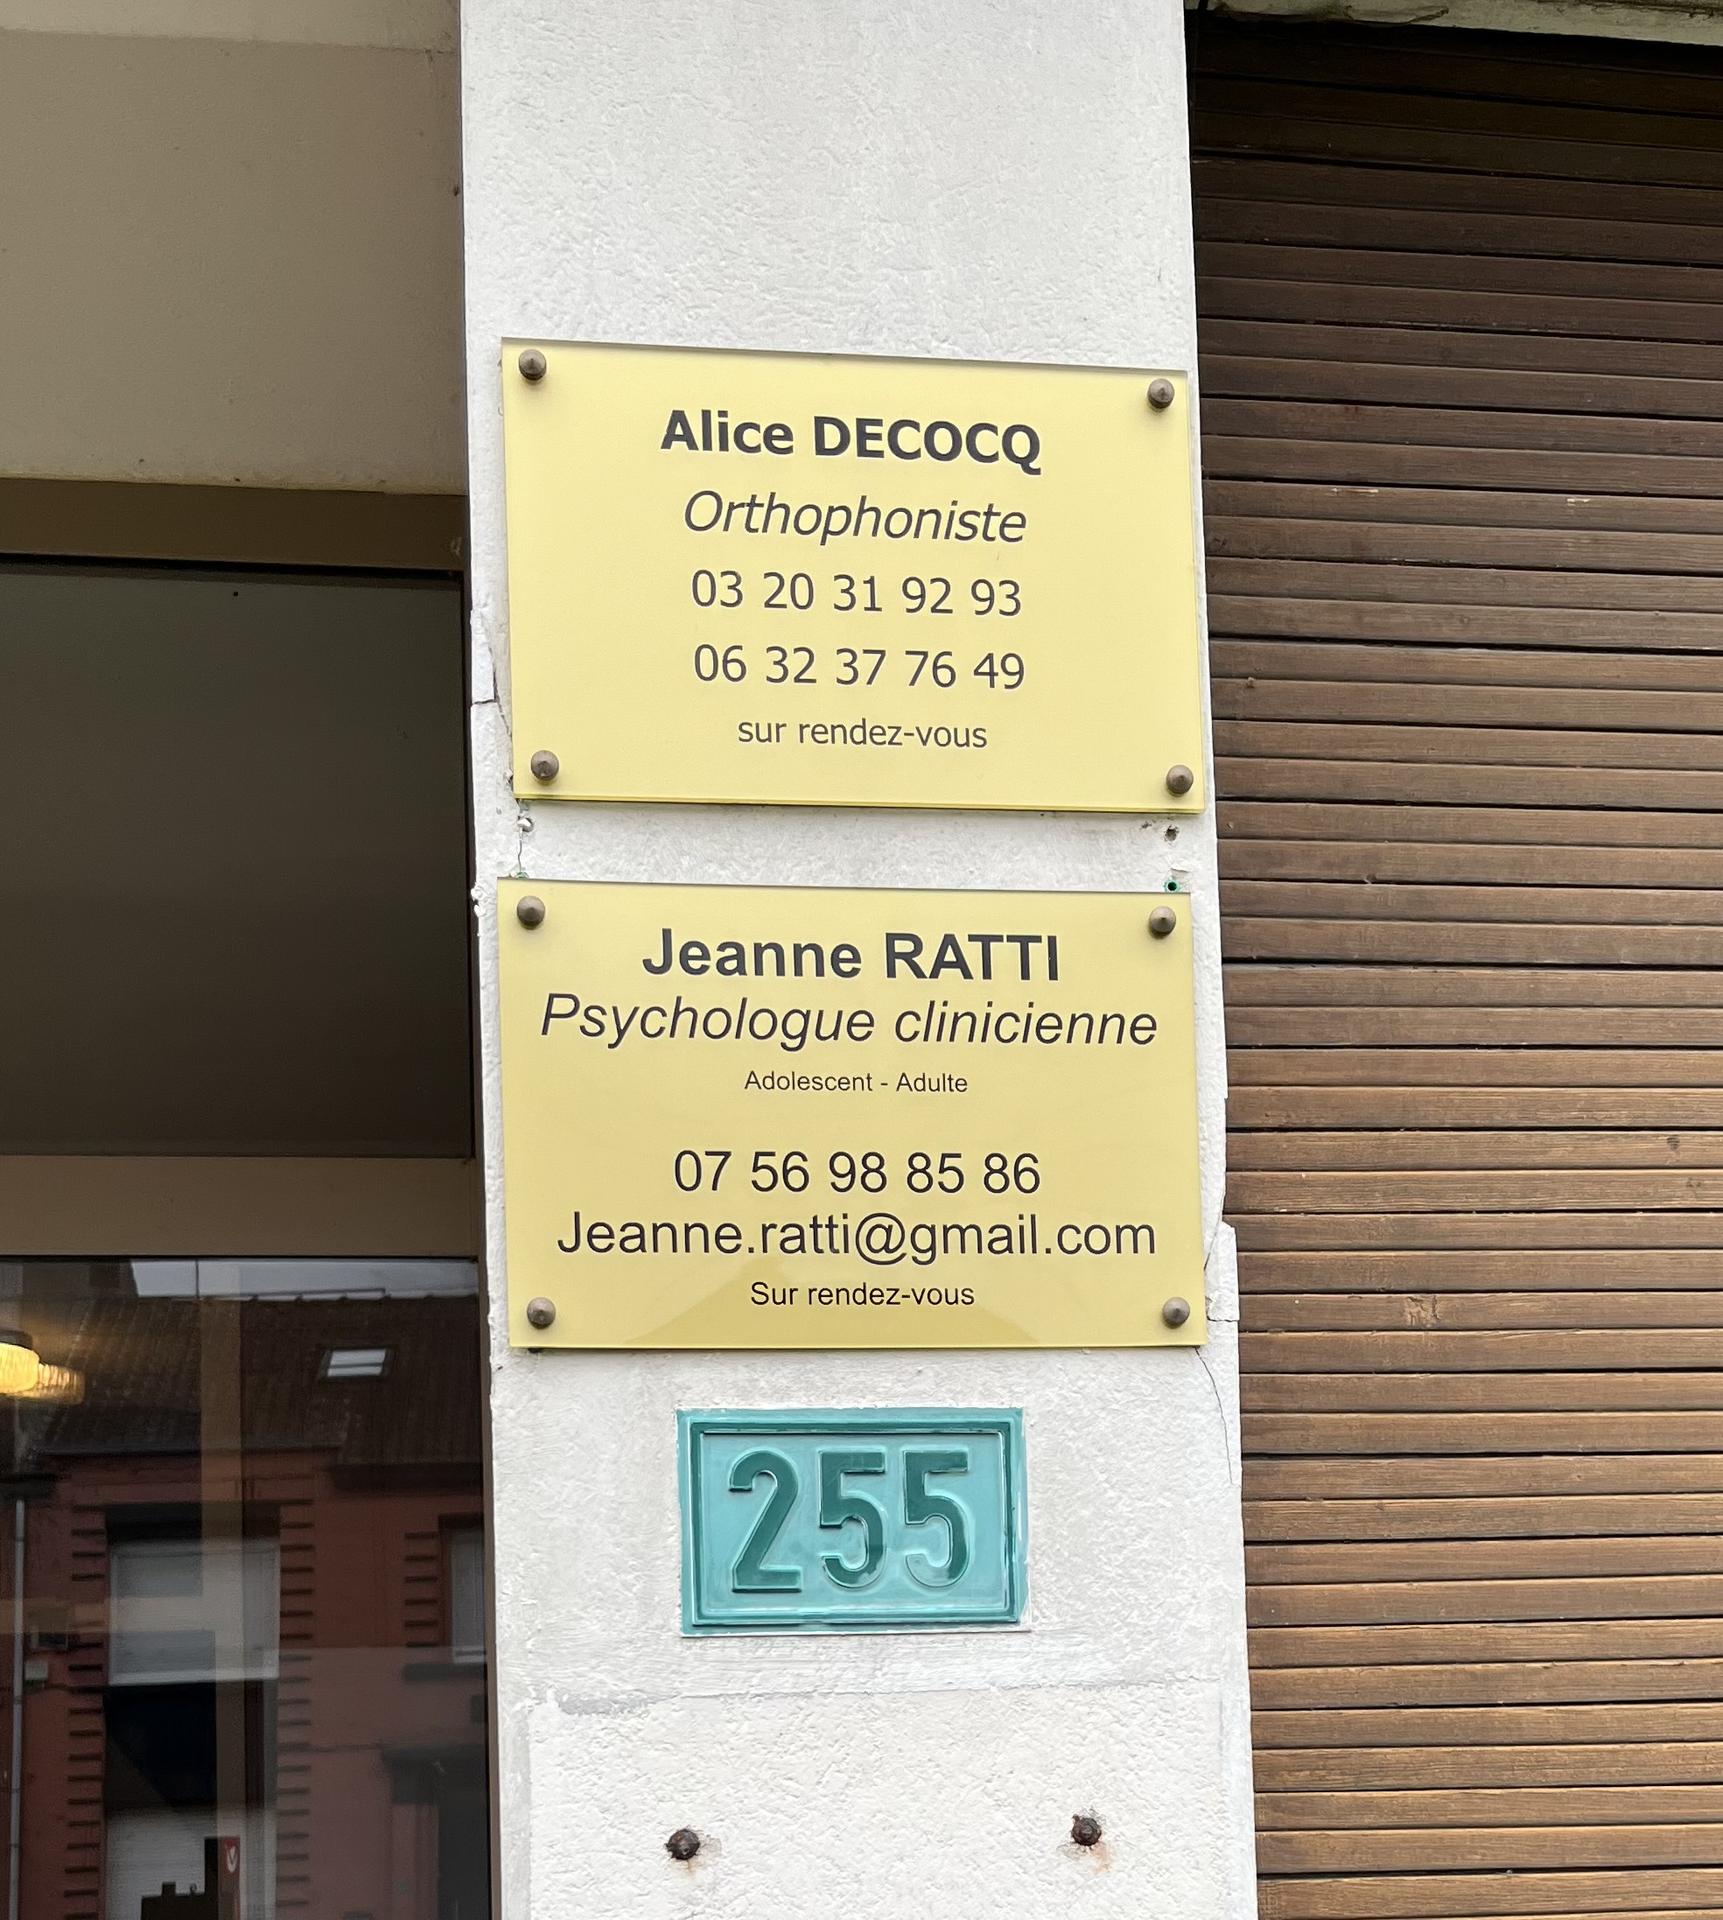 Alice DECOCQ
Orthophoniste
03 20 31 92 93
06 32 37 76 49
sur rendez-vous
Jeanne RATTI
Psychologue clinicienne
Adolescent - Adulte
07 56 98 85 86
Jeanne.ratti@gmail.com
Sur rendez-vous
255